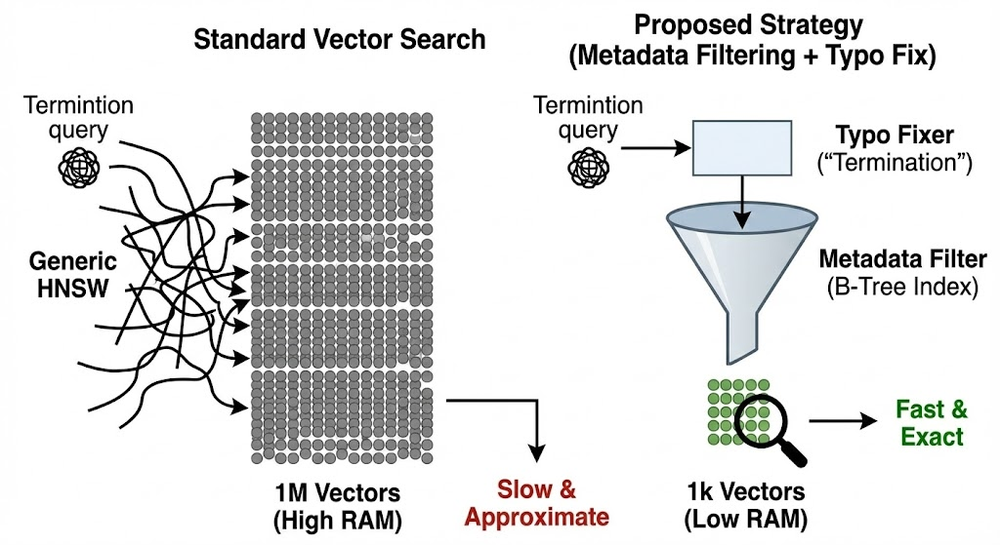 Standard Vector Search
Termintion
query
Generic
HNSW
1M Vectors
(High RAM)
Slow &
Approximate
Proposed Strategy
(Metadata Filtering + Typo Fix)
Termintion
query
Typo Fixer
(“Termination”)
Metadata Filter
(B-Tree Index)
1k Vectors
(Low RAM)
Fast &
Exact